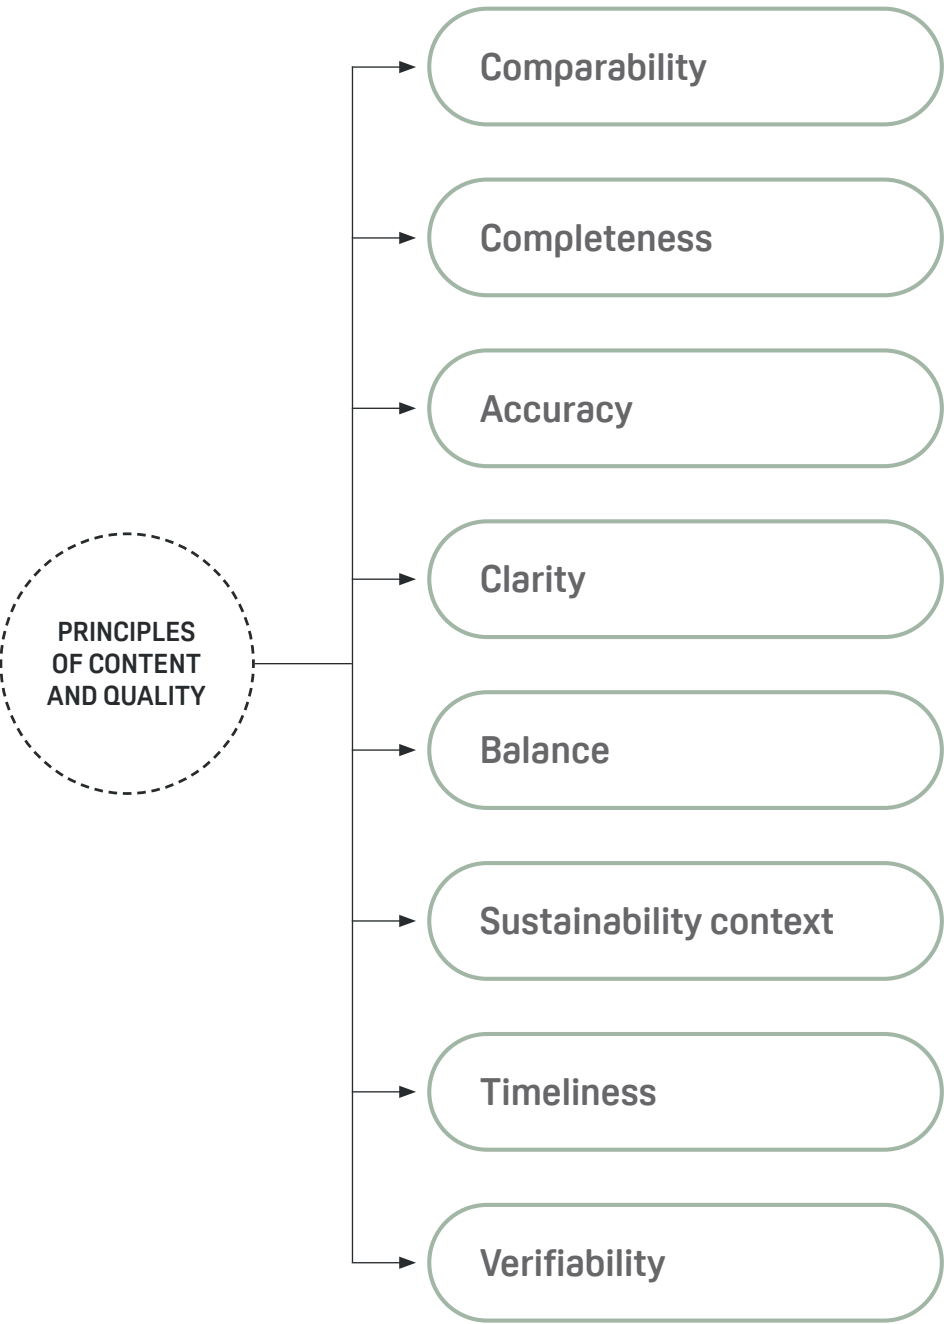 Comparability
Completeness
Accuracy
Clarity
PRINCIPLES
OF CONTENT
AND QUALITY
Balance
Sustainability context
Timeliness
Verifiability